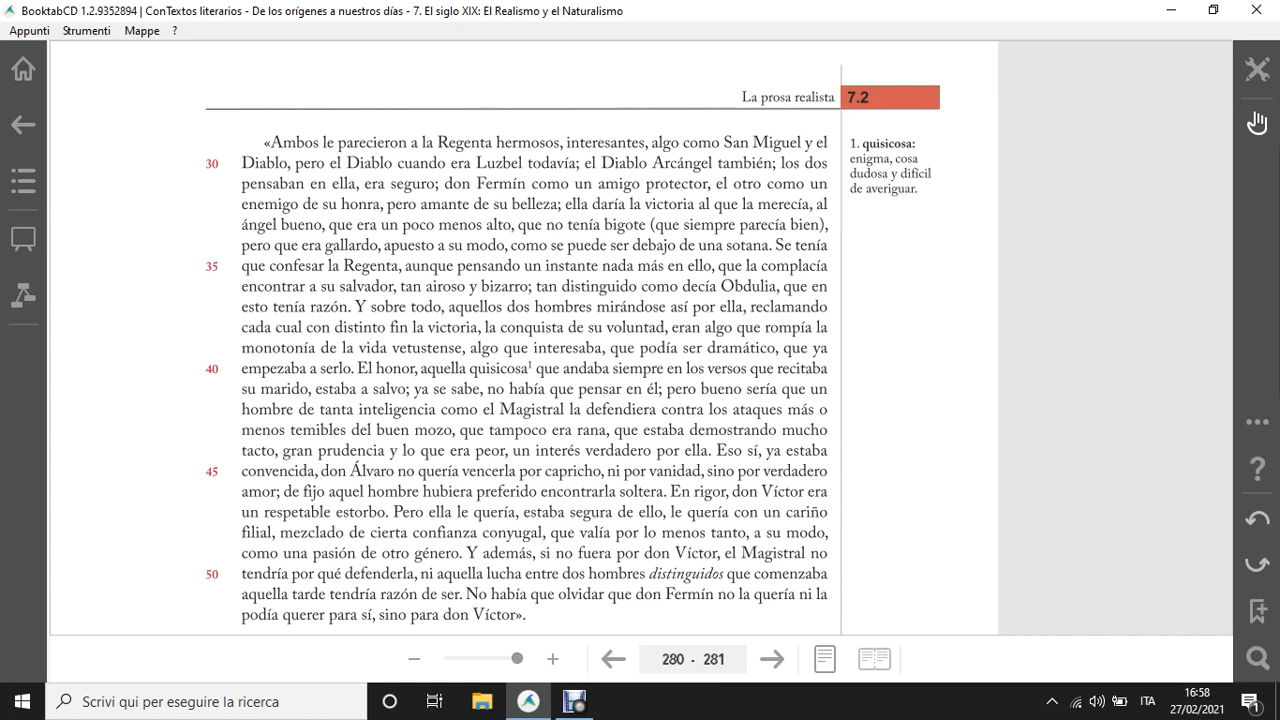 BooktabCD 1.2.9352894 | ConTextos literarios - De los orígenes a nuestros días - 7. El siglo XIX: El Realismo y el Naturalismo
Appunti Strumenti Mappe ?
La prosa realista 7.2
«Ambos le parecieron a la Regenta hermosos, interesantes, algo como San Miguel y el
30 Diablo, pero el Diablo cuando era Luzbel todavía; el Diablo Arcángel también; los dos
pensaban en ella, era seguro; don Fermín como un amigo protector, el otro como un
enemigo de su honra, pero amante de su belleza; ella daría la victoria al que la merecía, al
ángel bueno, que era un poco menos alto, que no tenía bigote (que siempre parecía bien),
pero que era gallardo, apuesto a su modo, como se puede ser debajo de una sotana. Se tenía
35 que confesar la Regenta, aunque pensando un instante nada más en ello, que la complacía
encontrar a su salvador, tan airoso y bizarro; tan distinguido como decía Obdulia, que en
esto tenía razón. Y sobre todo, aquellos dos hombres mirándose así por ella, reclamando
cada cual con distinto fin la victoria, la conquista de su voluntad, eran algo que rompía la
monotonía de la vida vetustense, algo que interesaba, que podía ser dramático, que ya
40 empezaba a serlo. El honor, aquella quisicosa¹ que andaba siempre en los versos que recitaba
su marido, estaba a salvo; ya se sabe, no había que pensar en él; pero bueno sería que un
hombre de tanta inteligencia como el Magistral la defendiera contra los ataques más o
menos temibles del buen mozo, que tampoco era rana, que estaba demostrando mucho
tacto, gran prudencia y lo que era peor, un interés verdadero por ella. Eso sí, ya estaba
45 convencida, don Álvaro no quería vencerla por capricho, ni por vanidad, sino por verdadero
amor; de fijo aquel hombre hubiera preferido encontrarla soltera. En rigor, don Víctor era
un respetable estorbo. Pero ella le quería, estaba segura de ello, le quería con un cariño
filial, mezclado de cierta confianza conyugal, que valía por lo menos tanto, a su modo,
como una pasión de otro género. Y además, si no fuera por don Víctor, el Magistral no
50 tendría por qué defenderla, ni aquella lucha entre dos hombres distinguidos que comenzaba
aquella tarde tendría razón de ser. No había que olvidar que don Fermín no la quería ni la
podía querer para sí, sino para don Víctor».
1. quisicosa:
enigma, cosa
dudosa y difícil
de averiguar.
280 - 281
Scrivi qui per eseguire la ricerca
ITA
16:58
27/02/2021
1